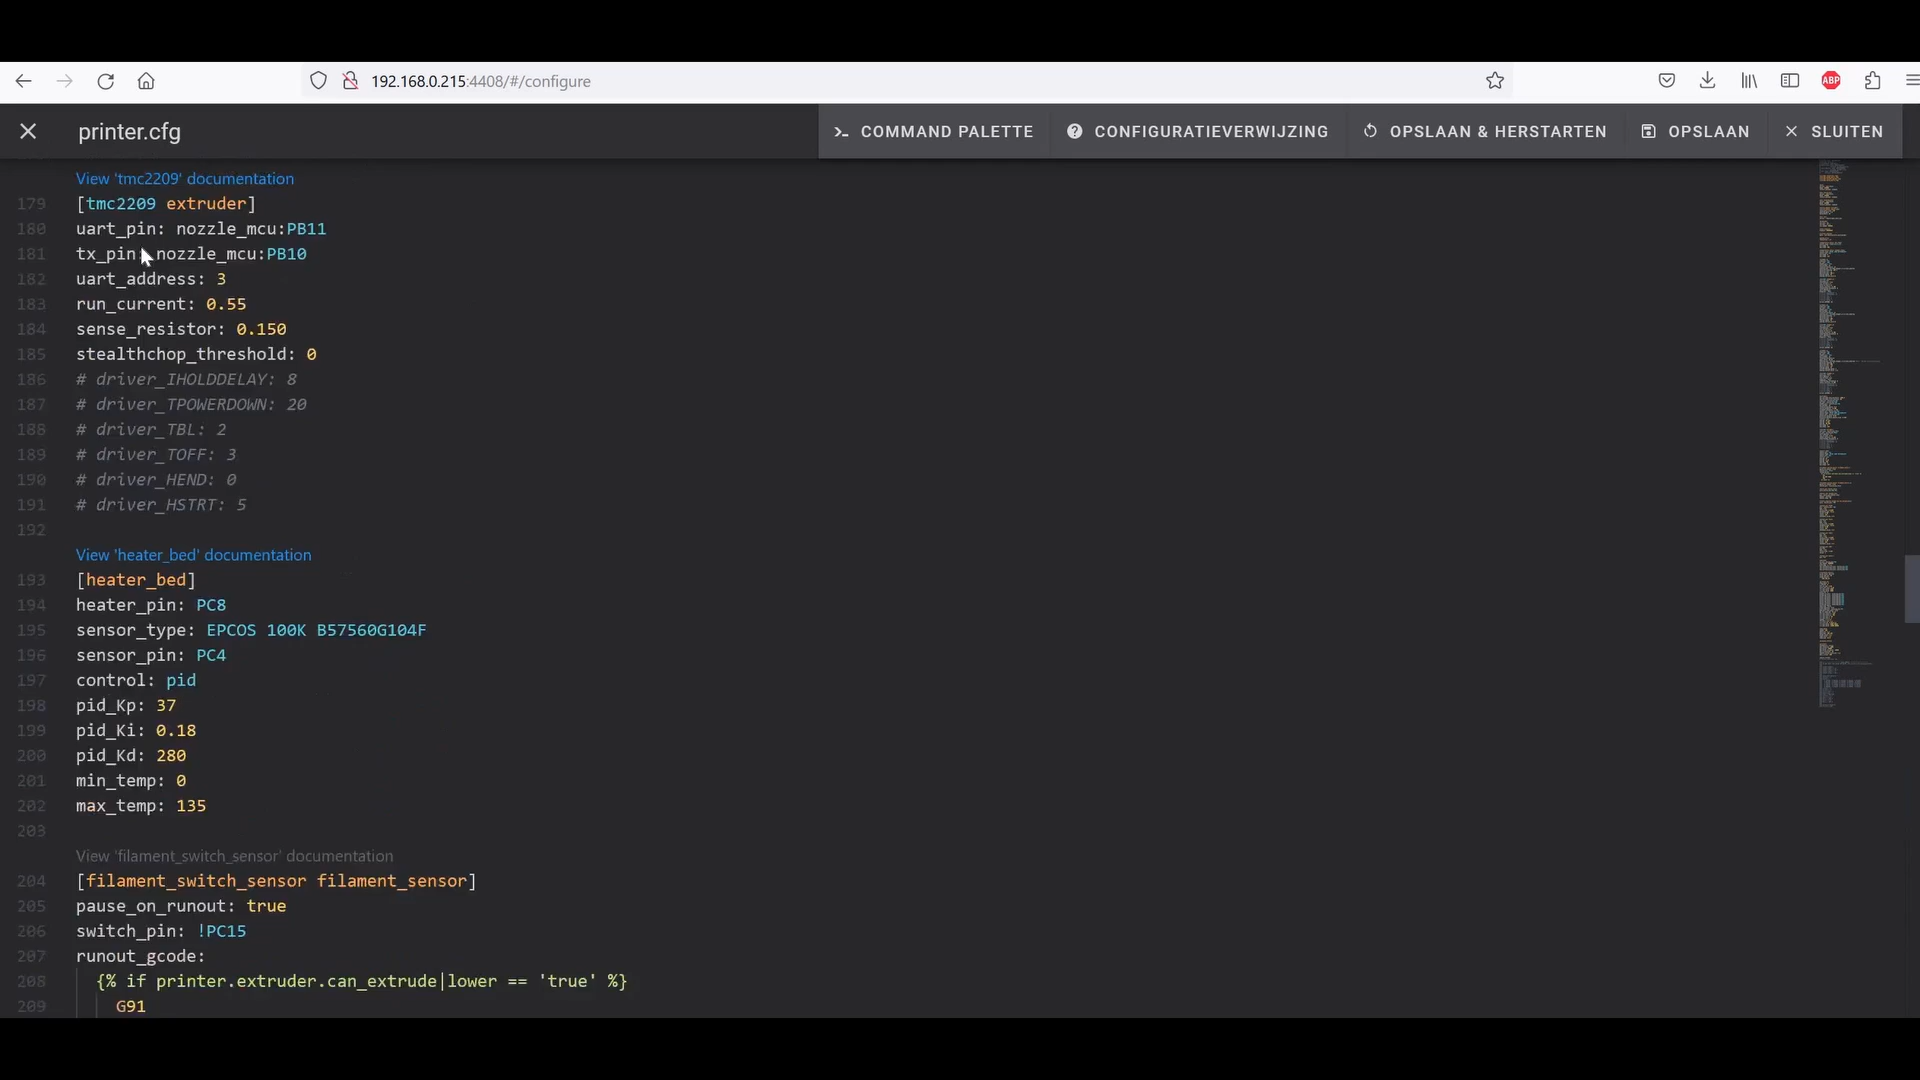 192.168.0.215:4408/#/configure
ABP
printer.cfg
COMMAND PALETTE
CONFIGURATIEVERWIJZING
OPSLAAN & HERSTARTEN
OPSLAAN
SLUITEN
View 'tmc2209' documentation
179 [tmc2209 extruder]
180 uart_pin: nozzle_mcu:PB11
181 tx_pin: nozzle_mcu:PB10
182 uart_address: 3
183 run_current: 0.55
184 sense_resistor: 0.150
185 stealthchop_threshold: 0
186 # driver_IHOLDDELAY: 8
187 # driver_TPOWERDOWN: 20
188 # driver_TBL: 2
189 # driver_TOFF: 3
190 # driver_HEND: 0
191 # driver_HSTRT: 5
192
View 'heater_bed' documentation
193 [heater_bed]
194 heater_pin: PC8
195 sensor_type: EPCOS 100K B57560G104F
196 sensor_pin: PC4
197 control: pid
198 pid_Kp: 37
199 pid_Ki: 0.18
200 pid_Kd: 280
201 min_temp: 0
202 max_temp: 135
203
View 'filament_switch_sensor' documentation
204 [filament_switch_sensor filament_sensor]
205 pause_on_runout: true
206 switch_pin: !PC15
207 runout_gcode:
208 {% if printer.extruder.can_extrude|lower == 'true' %}
209 G91